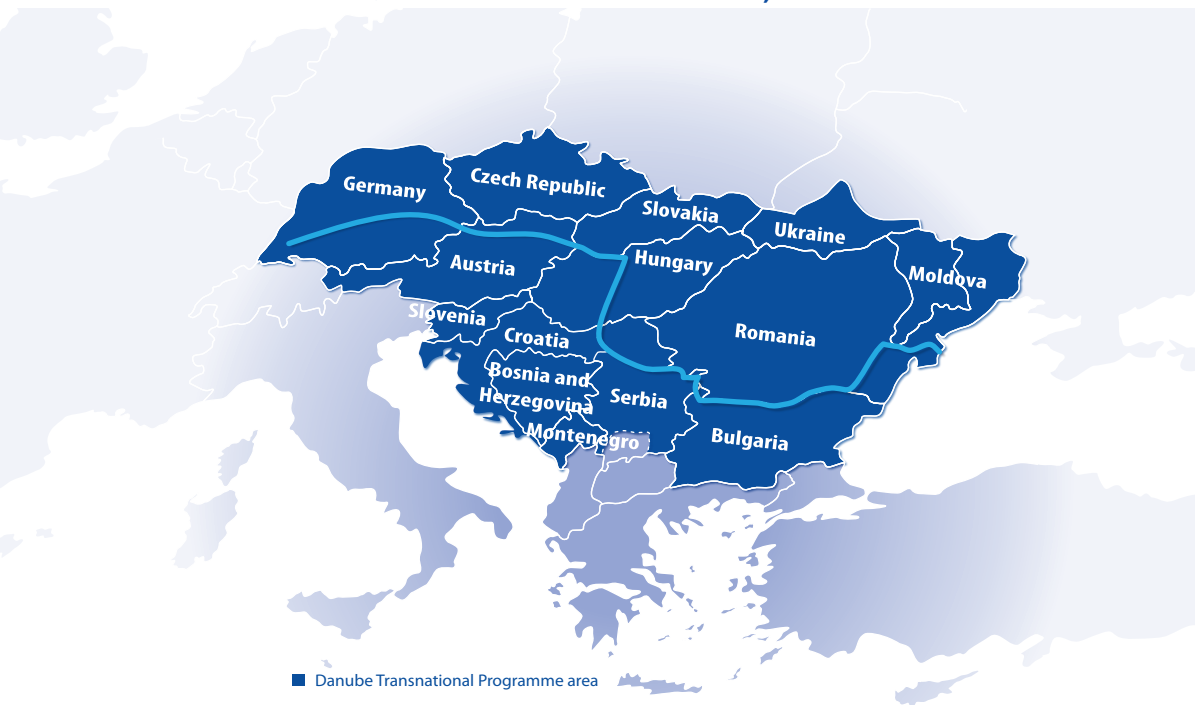 Germany
Czech Republic
Slovakia
Ukraine
Austria
Hungary
Moldova
Slovenia
Croatia
Romania
Bosnia and
Herzegovina
Serbia
Montenegro
Bulgaria
Danube Transnational Programme area